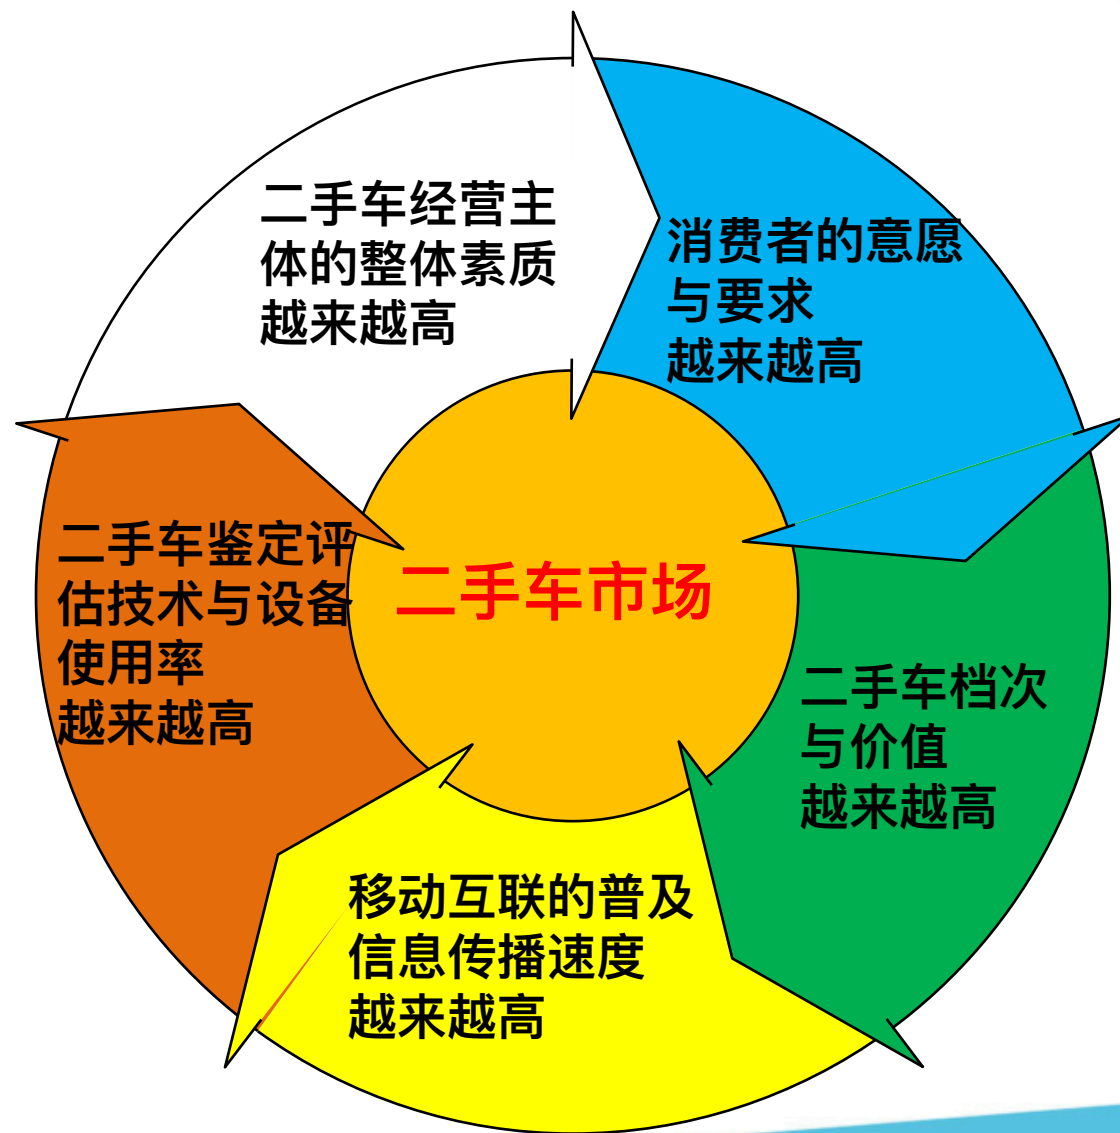 二手车经营主
体的整体素质
越来越高
消费者的意愿
与要求
越来越高
二手车鉴定评
估技术与设备
使用率
越来越高
二手车市场
二手车档次
与价值
越来越高
移动互联的普及
信息传播速度
越来越高